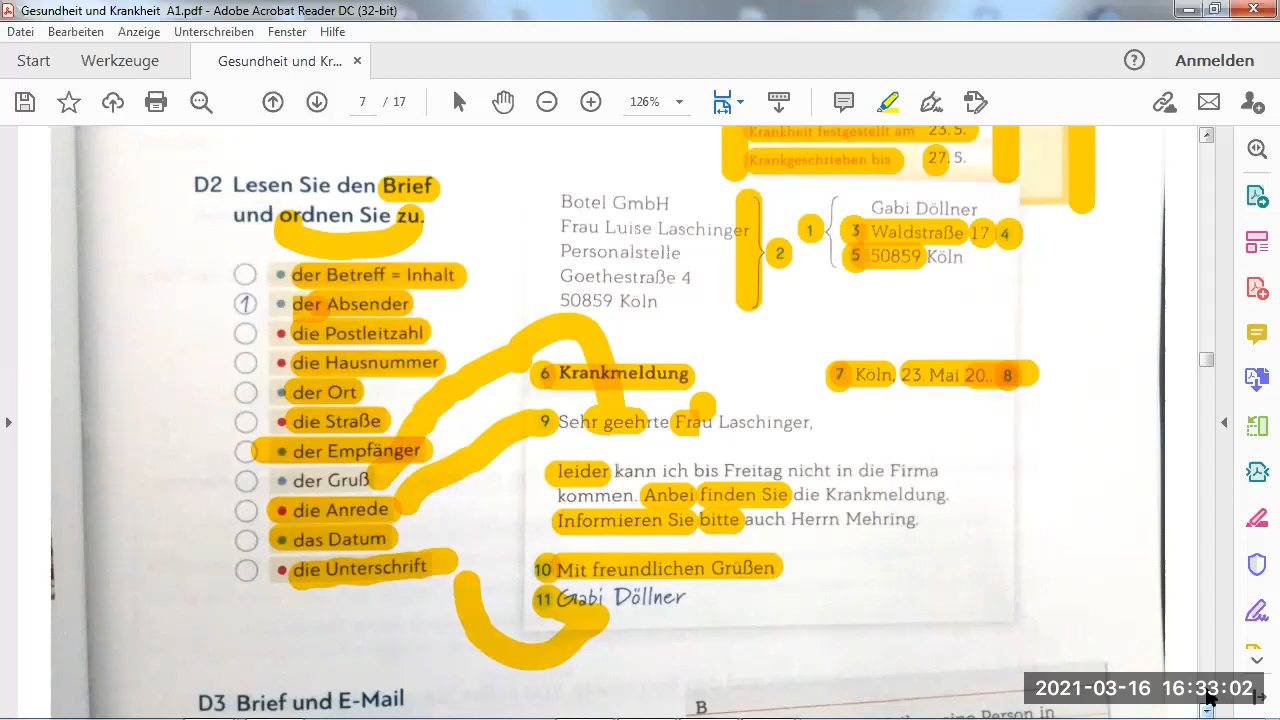 Gesundheit und Krankheit A1.pdf - Adobe Acrobat Reader DC (32-bit)
Datei Bearbeiten Anzeige Unterschreiben Fenster Hilfe
Start Werkzeuge Gesundheit und Kr... × Anmelden
7 / 17 126%
Krankheit festgestellt am 23.5.
Krankgeschrieben bis 27.5.
D2 Lesen Sie den Brief
und ordnen Sie zu.
der Betreff = Inhalt
1 der Absender
die Postleitzahl
die Hausnummer
der Ort
die Straße
der Empfänger
der Gruß
die Anrede
das Datum
die Unterschrift
Botel GmbH
Frau Luise Laschinger
Personalstelle
Goethestraße 4
50859 Köln
2
1
Gabi Döllner
3 Waldstraße 17 4
5 50859 Köln
6 Krankmeldung
7 Köln, 23. Mai 20.. 8
9 Sehr geehrte Frau Laschinger,
leider kann ich bis Freitag nicht in die Firma
kommen. Anbei finden Sie die Krankmeldung.
Informieren Sie bitte auch Herrn Mehring.
10 Mit freundlichen Grüßen
11 Gabi Döllner
D3 Brief und E-Mail
B
eine Person in
2021-03-16 16:33:02